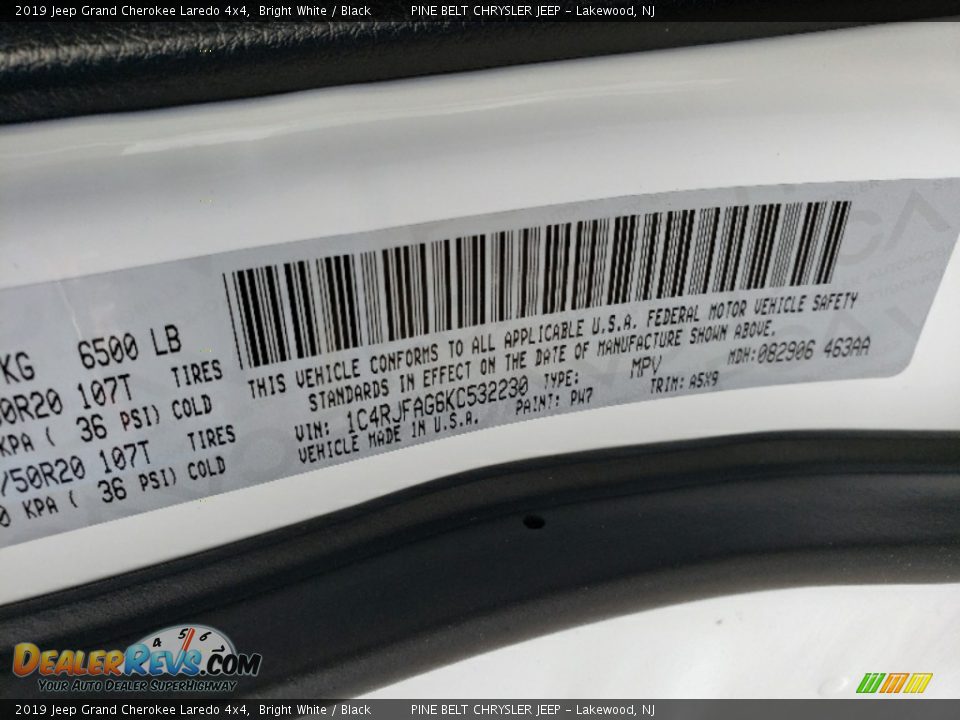 2019 Jeep Grand Cherokee Laredo 4x4, Bright White / Black PINE BELT CHRYSLER JEEP - Lakewood, NJ
KG 6500 LB
50R20 107T TIRES
KPA ( 36 PSI) COLD
/50R20 107T TIRES
0 KPA ( 36 PSI) COLD
THIS VEHICLE CONFORMS TO ALL APPLICABLE U.S.A. FEDERAL MOTOR VEHICLE SAFETY
STANDARDS IN EFFECT ON THE DATE OF MANUFACTURE SHOWN ABOVE.
VIN: 1C4RJFAG6KC532230 TYPE: MPV MDH:082906 463AA
VEHICLE MADE IN U.S.A. PAINT: PW7 TRIM: A5X9
4 5 6
DEALERREVS.COM
YOUR AUTO DEALER SUPERHIGHWAY
2019 Jeep Grand Cherokee Laredo 4x4, Bright White / Black PINE BELT CHRYSLER JEEP - Lakewood, NJ